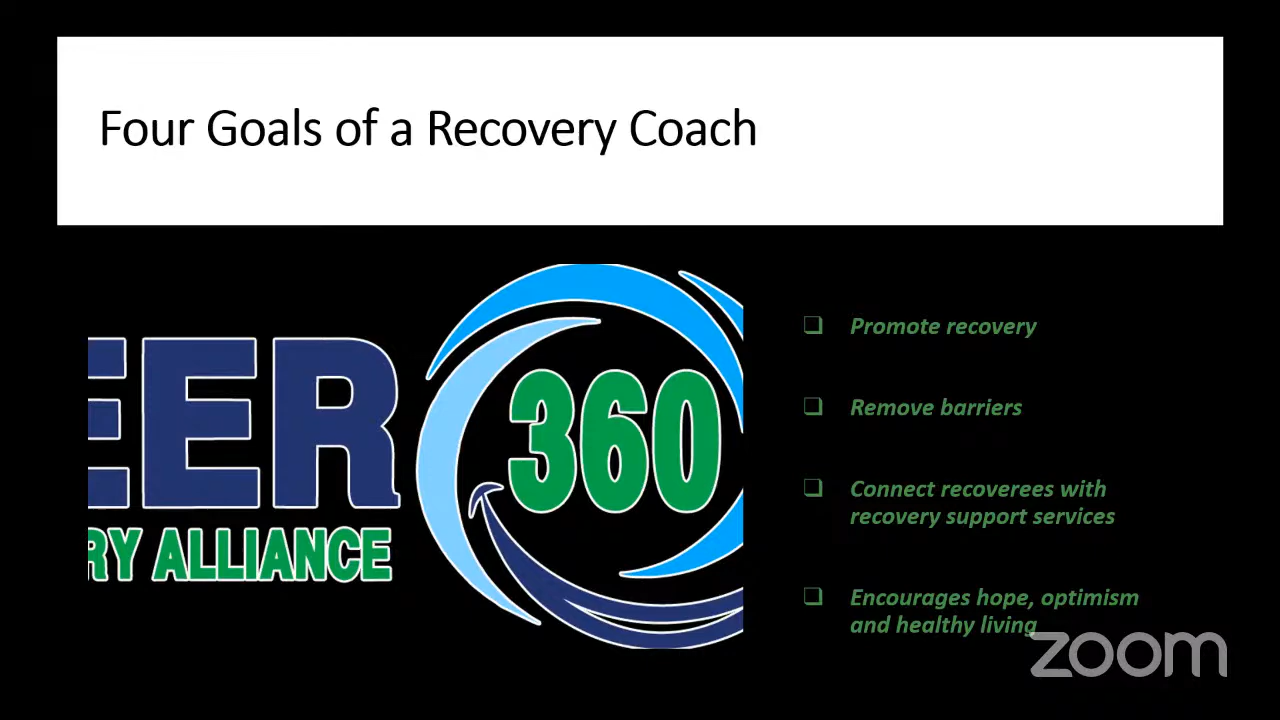 Four Goals of a Recovery Coach
EER
360
RY ALLIANCE
Promote recovery
Remove barriers
Connect recoverees with
recovery support services
Encourages hope, optimism
and healthy living
zoom